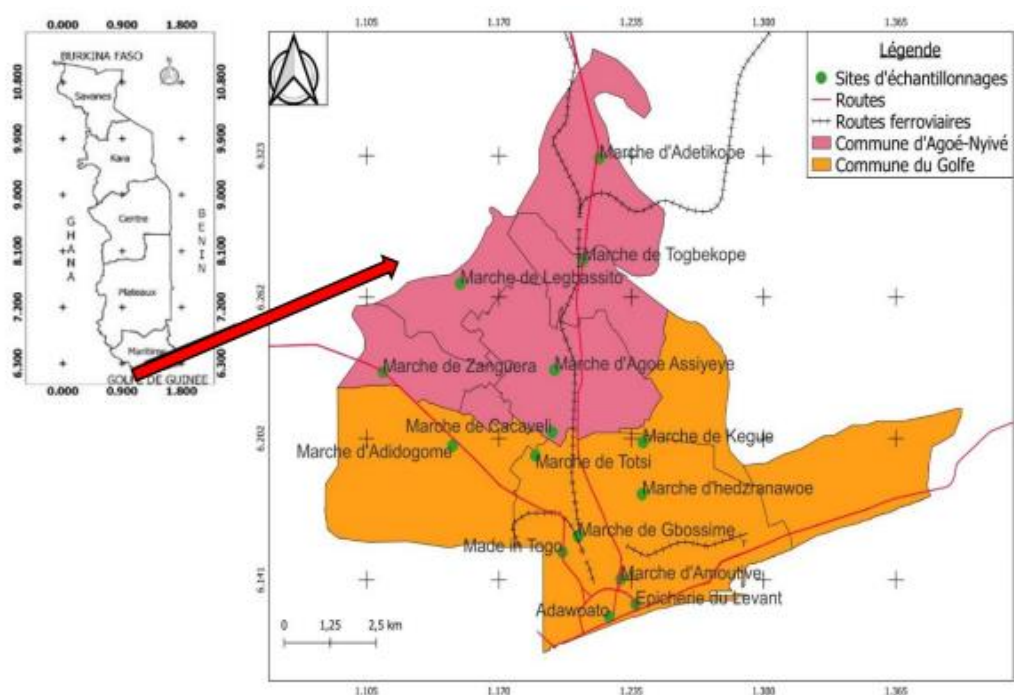 0.000 0.900 1.800
BURKINA FASO
N
Savanes
Kara
Centre
Plateaux
Maritime
GHANA
BENIN
GOLFE DE GUINEE
10.800
9.900
9.000
8.100
7.200
6.300
10.800
9.900
9.000
8.100
7.200
6.300
0.000 0.900 1.800
1.105 1.170 1.235 1.300 1.365
Légende
Sites d'échantillonnages
Routes
Routes ferroviaires
Commune d'Agoé-Nyivé
Commune du Golfe
6.323
6.262
6.202
6.141
Marche d'Adetikope
Marche de Togbekope
Marche de Legbassito
Marche de Zanguera
Marche d'Agoe Assiyeye
Marche de Cacaveli
Marche de Kegue
Marche d'Adidogome
Marche de Totsi
Marche d'hedzranawoe
Marche de Gbossime
Made in Togo
Marche d'Amoutive
Epicherie du Levant
Adawoato
0 1,25 2,5 km
1.105 1.170 1.235 1.300 1.365